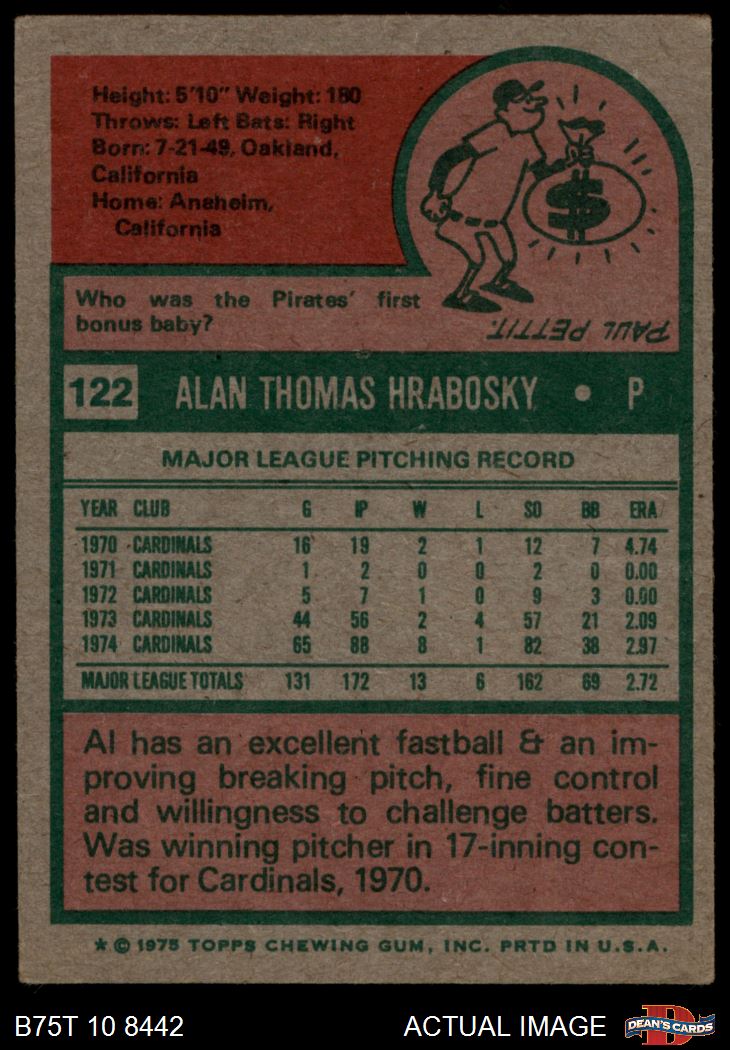 Height: 5'10" Weight: 180
Throws: Left Bats: Right
Born: 7-21-49, Oakland,
California
Home: Anaheim,
California
$
Who was the Pirates' first
bonus baby?
PAUL PETTIT.
122 ALAN THOMAS HRABOSKY • P
MAJOR LEAGUE PITCHING RECORD
YEAR CLUB G IP W L SO BB ERA
1970 CARDINALS 16 19 2 1 12 7 4.74
1971 CARDINALS 1 2 0 0 2 0 0.00
1972 CARDINALS 5 7 1 0 9 3 0.00
1973 CARDINALS 44 56 2 4 57 21 2.09
1974 CARDINALS 65 88 8 1 82 38 2.97
MAJOR LEAGUE TOTALS 131 172 13 6 162 69 2.72
Al has an excellent fastball & an im-
proving breaking pitch, fine control
and willingness to challenge batters.
Was winning pitcher in 17-inning con-
test for Cardinals, 1970.
* © 1975 TOPPS CHEWING GUM, INC. PRTD IN U.S.A.
B75T 10 8442 ACTUAL IMAGE D DEAN'S CARDS